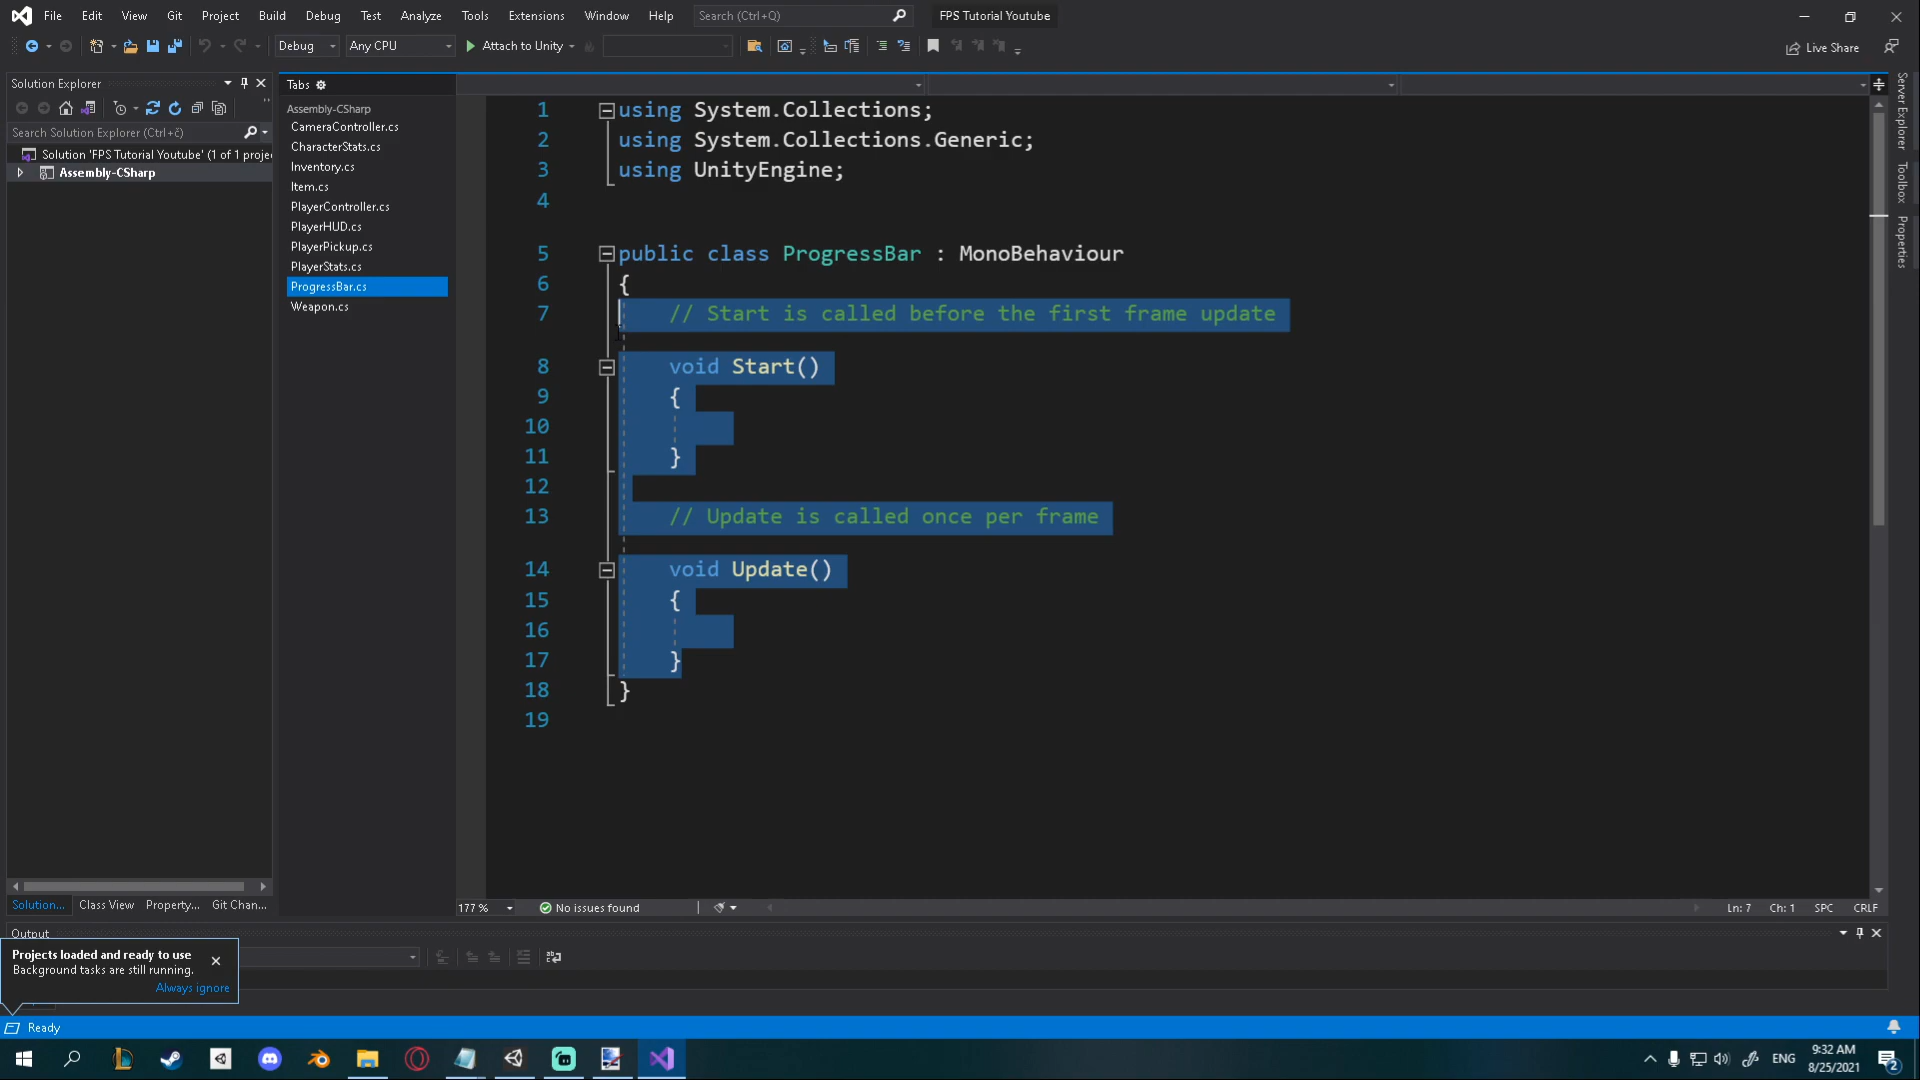 File Edit View Git Project Build Debug Test Analyze Tools Extensions Window Help Search (Ctrl+Q) FPS Tutorial Youtube
Debug Any CPU Attach to Unity Live Share
Solution Explorer
Search Solution Explorer (Ctrl+č)
Solution 'FPS Tutorial Youtube' (1 of 1 proje
Assembly-CSharp
Tabs
Assembly-CSharp
CameraController.cs
CharacterStats.cs
Inventory.cs
Item.cs
PlayerController.cs
PlayerHUD.cs
PlayerPickup.cs
PlayerStats.cs
ProgressBar.cs
Weapon.cs
1 using System.Collections;
2 using System.Collections.Generic;
3 using UnityEngine;
4
5 public class ProgressBar : MonoBehaviour
6 {
7 // Start is called before the first frame update
8 void Start()
9 {
10
11 }
12
13 // Update is called once per frame
14 void Update()
15 {
16
17 }
18 }
19
Server Explorer
Toolbox
Properties
Solution... Class View Property... Git Chan...
177 % No issues found Ln: 7 Ch: 1 SPC CRLF
Output
Projects loaded and ready to use
Background tasks are still running.
Always ignore
Ready
ENG 9:32 AM
8/25/2021
2